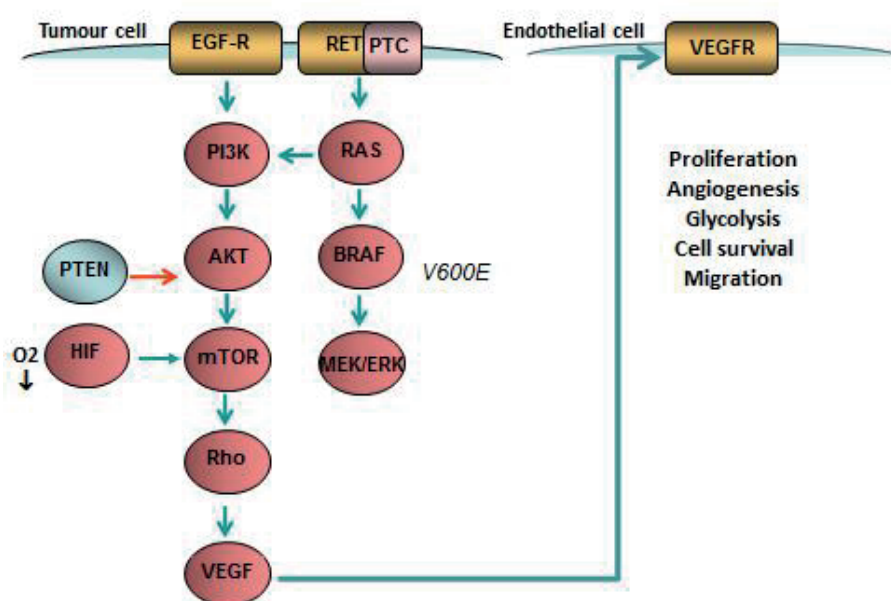 Tumour cell
EGF-R
RET
PTC
Endothelial cell
VEGFR
PI3K
RAS
Proliferation
Angiogenesis
Glycolysis
Cell survival
Migration
PTEN
AKT
BRAF
V600E
O2
↓
HIF
mTOR
MEK/ERK
Rho
VEGF